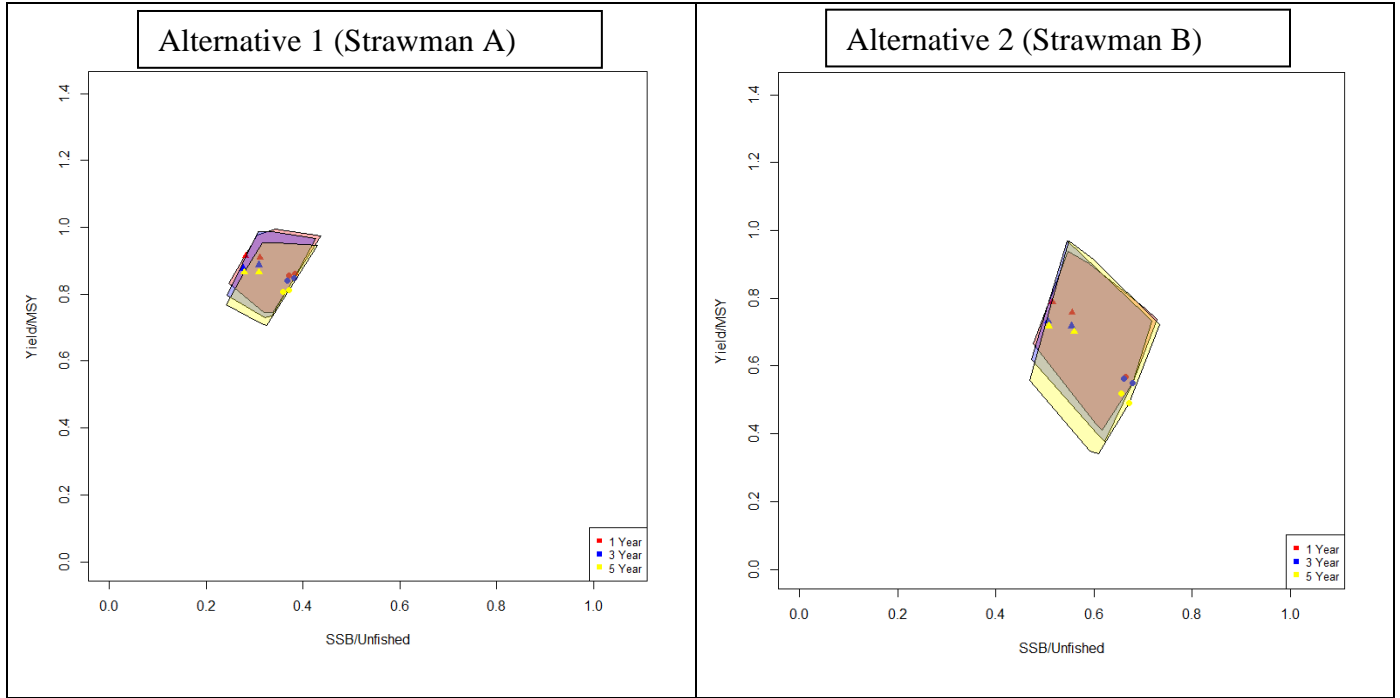 Alternative 1 (Strawman A)
1.4
1.2
1.0
0.8
0.6
0.4
0.2
0.0
Yield/MSY
0.0 0.2 0.4 0.6 0.8 1.0
SSB/Unfished
1 Year
3 Year
5 Year
Alternative 2 (Strawman B)
1.4
1.2
1.0
0.8
0.6
0.4
0.2
0.0
Yield/MSY
0.0 0.2 0.4 0.6 0.8 1.0
SSB/Unfished
1 Year
3 Year
5 Year